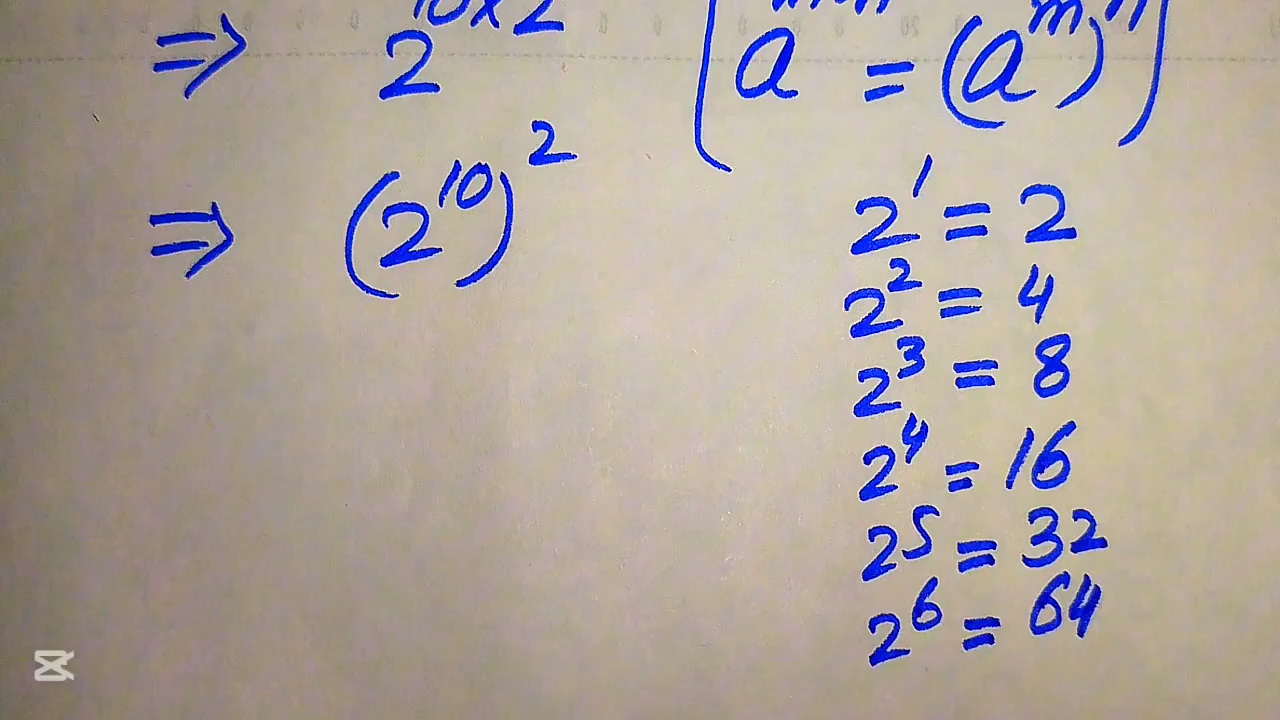 ⇒ 2^{10×2} [a^{m×n} = (a^m)^n]
⇒ (2^{10})^2
2^1 = 2
2^2 = 4
2^3 = 8
2^4 = 16
2^5 = 32
2^6 = 64